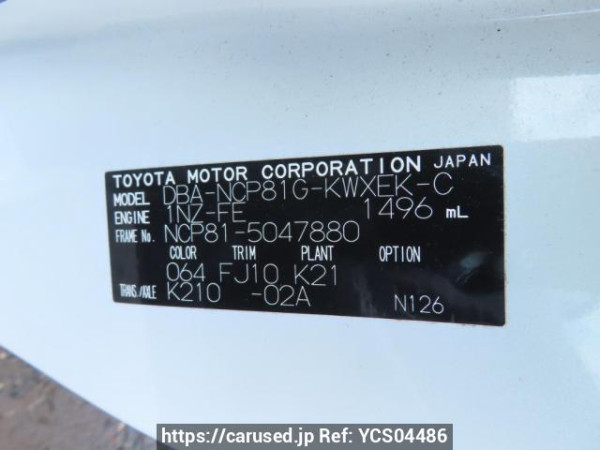 TOYOTA MOTOR CORPORATION JAPAN
MODEL DBA-NCP81G-KWXEK-C
ENGINE 1NZ-FE 1496 mL
FRAME No. NCP81-5047880
COLOR TRIM PLANT OPTION
064 FJ10 K21
TRANS./AXLE K210 -02A
N126
https://carused.jp Ref: YCS04486